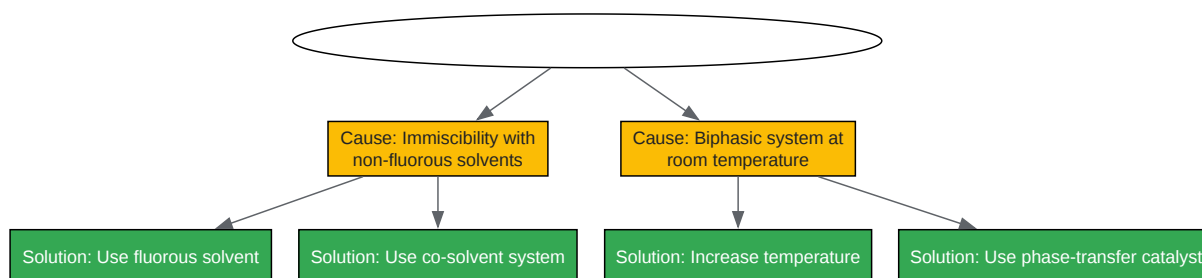 Cause: Immiscibility with
non-fluorous solvents
Cause: Biphasic system at
room temperature
Solution: Use fluorous solvent
Solution: Use co-solvent system
Solution: Increase temperature
Solution: Use phase-transfer catalyst